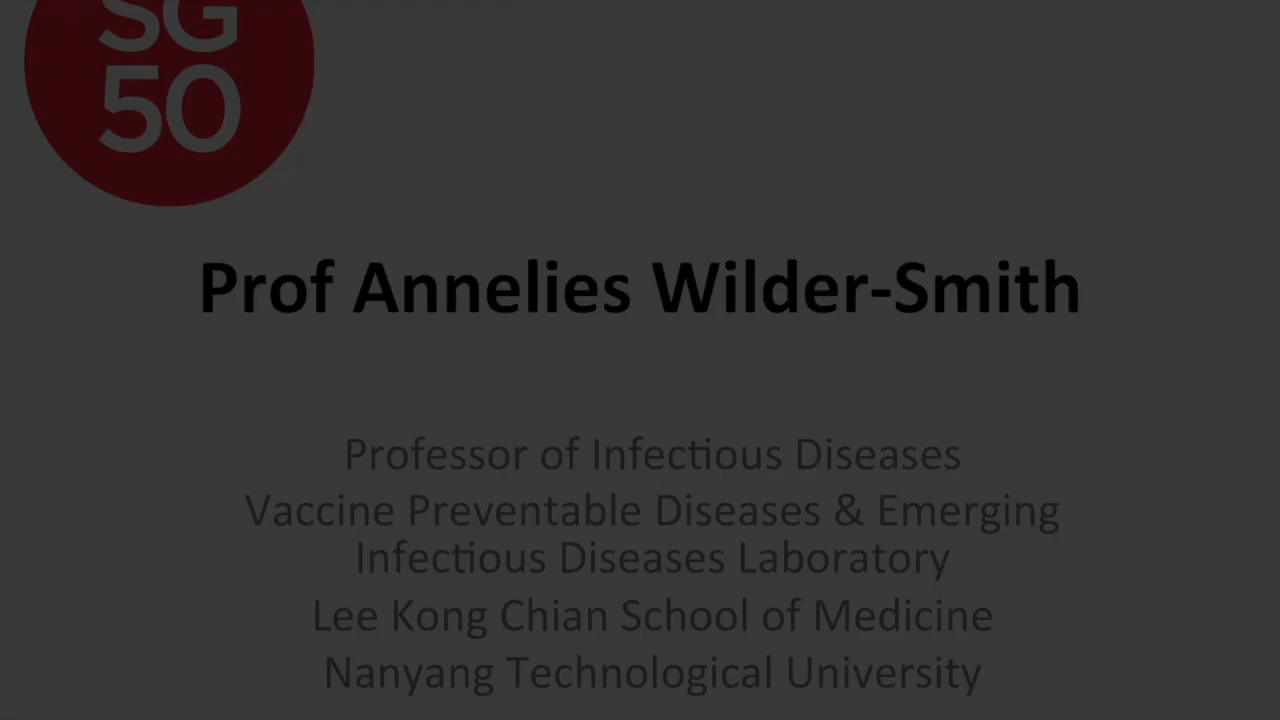 SG
50
Prof Annelies Wilder-Smith
Professor of Infectious Diseases
Vaccine Preventable Diseases & Emerging
Infectious Diseases Laboratory
Lee Kong Chian School of Medicine
Nanyang Technological University